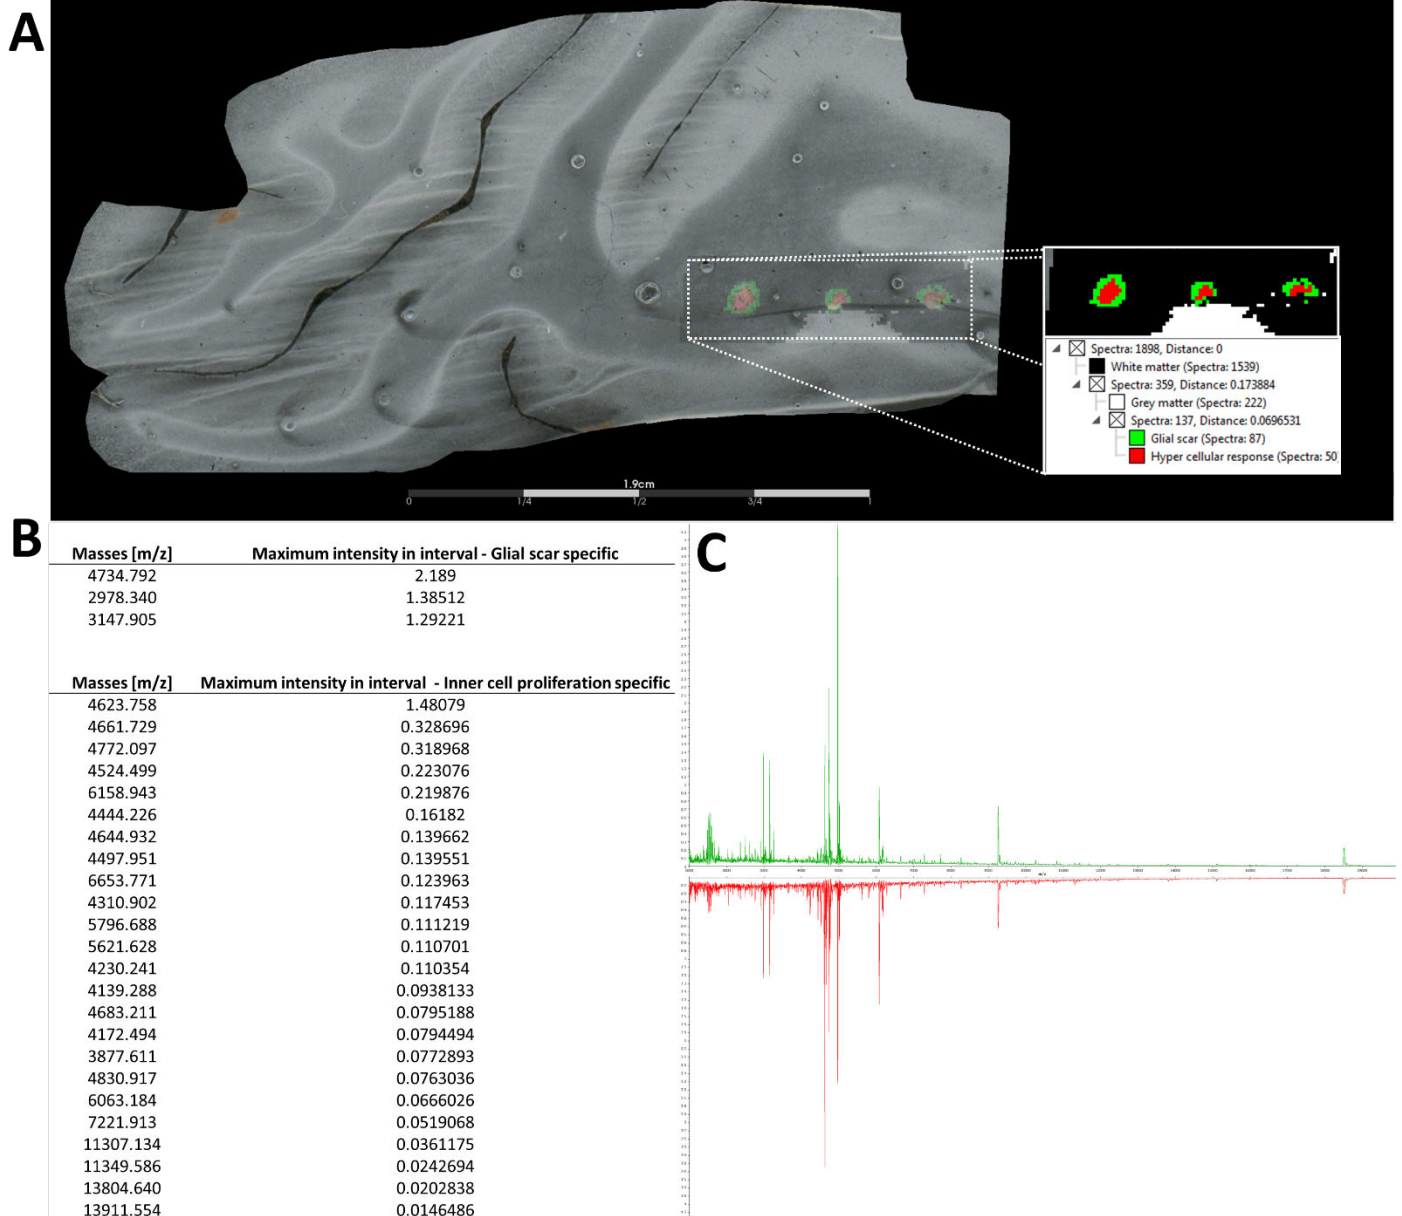 A
Spectra: 1898, Distance: 0
White matter (Spectra: 1539)
Spectra: 359, Distance: 0.173884
Grey matter (Spectra: 222)
Spectra: 137, Distance: 0.0696531
Glial scar (Spectra: 87)
Hyper cellular response (Spectra: 50
1.9cm
0 1/4 1/2 3/4 1
B
Masses [m/z] Maximum intensity in interval - Glial scar specific
4734.792 2.189
2978.340 1.38512
3147.905 1.29221
Masses [m/z] Maximum intensity in interval - Inner cell proliferation specific
4623.758 1.48079
4661.729 0.328696
4772.097 0.318968
4524.499 0.223076
6158.943 0.219876
4444.226 0.16182
4644.932 0.139662
4497.951 0.139551
6653.771 0.123963
4310.902 0.117453
5796.688 0.111219
5621.628 0.110701
4230.241 0.110354
4139.288 0.0938133
4683.211 0.0795188
4172.494 0.0794494
3877.611 0.0772893
4830.917 0.0763036
6063.184 0.0666026
7221.913 0.0519068
11307.134 0.0361175
11349.586 0.0242694
13804.640 0.0202838
13911.554 0.0146486
C